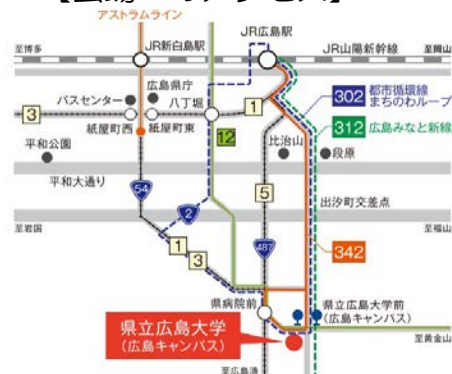 アストラムライン
JR広島駅
JR新白島駅
JR山陽新幹線
至博多
至岡山
302 都市循環線
まちのわループ
広島県庁
バスセンター
八丁堀
3
1
紙屋町西
紙屋町東
12
312 広島みなと新線
比治山
段原
平和公園
平和大通り
54
2
5
出汐町交差点
至岩国
至福山
1
3
487
342
県病院前
県立広島大学前
(広島キャンパス)
県立広島大学
(広島キャンパス)
至黄金山
至広島港